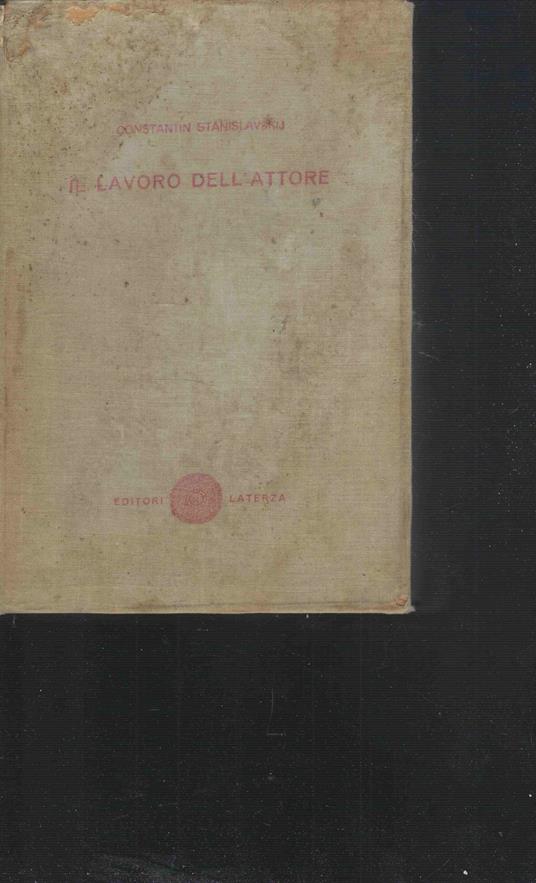 CONSTANTIN STANISLAVSKIJ
IL LAVORO DELL'ATTORE
EDITORI LATERZA